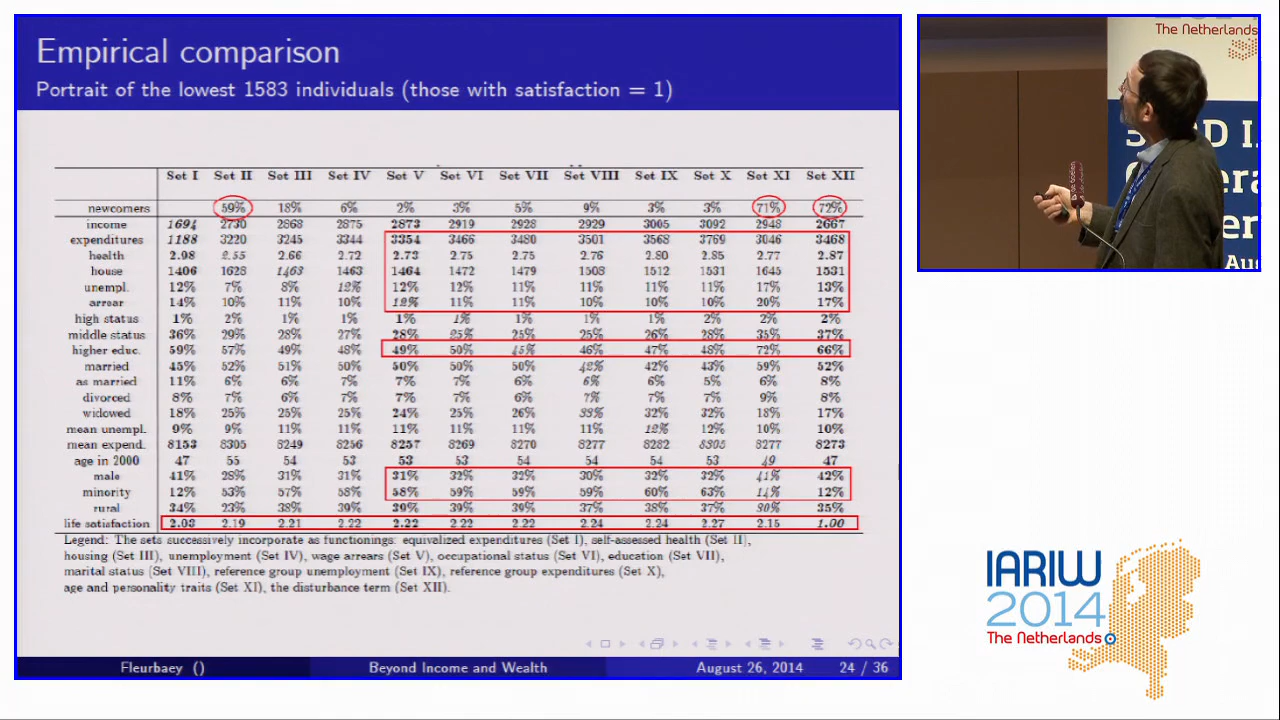 Empirical comparison
Portrait of the lowest 1583 individuals (those with satisfaction = 1)
Set I Set II Set III Set IV Set V Set VI Set VII Set VIII Set IX Set X Set XI Set XII
newcomers 59% 18% 6% 2% 3% 5% 9% 3% 3% 71% 72%
income 1694 2730 2868 2875 2873 2919 2928 2929 3005 3092 2948 2667
expenditures 1188 3220 3245 3344 3354 3466 3480 3501 3568 3769 3046 3468
health 2.98 2.55 2.66 2.72 2.73 2.75 2.75 2.76 2.80 2.85 2.77 2.87
house 1406 1628 1463 1463 1464 1472 1479 1508 1512 1531 1645 1531
unempl. 12% 7% 8% 12% 12% 12% 11% 11% 11% 11% 17% 13%
arrear 14% 10% 11% 10% 12% 11% 11% 10% 10% 10% 20% 17%
high status 1% 2% 1% 1% 1% 1% 1% 1% 1% 2% 2% 2%
middle status 36% 29% 28% 27% 28% 25% 25% 25% 26% 28% 35% 37%
higher educ. 59% 57% 49% 48% 49% 50% 45% 46% 47% 48% 72% 66%
married 45% 52% 51% 50% 50% 50% 50% 48% 42% 43% 59% 52%
as married 11% 6% 6% 7% 7% 7% 6% 6% 6% 5% 6% 8%
divorced 8% 7% 6% 7% 7% 7% 6% 7% 7% 7% 9% 8%
widowed 18% 25% 25% 25% 24% 25% 26% 33% 32% 32% 18% 17%
mean unempl. 9% 9% 11% 11% 11% 11% 11% 11% 12% 12% 10% 10%
mean expend. 8153 8305 8249 8256 8257 8269 8270 8277 8282 8305 8277 8273
age in 2000 47 55 54 53 53 53 54 54 54 53 49 47
male 41% 28% 31% 31% 31% 32% 32% 30% 32% 32% 41% 42%
minority 12% 53% 57% 58% 58% 59% 59% 59% 60% 63% 14% 12%
rural 34% 23% 38% 39% 39% 39% 39% 37% 38% 37% 30% 35%
life satisfaction 2.03 2.19 2.21 2.22 2.22 2.22 2.22 2.24 2.24 2.27 2.15 1.00
Legend: The sets successively incorporate as functionings: equivalized expenditures (Set I), self-assessed health (Set II),
housing (Set III), unemployment (Set IV), wage arrears (Set V), occupational status (Set VI), education (Set VII),
marital status (Set VIII), reference group unemployment (Set IX), reference group expenditures (Set X),
age and personality traits (Set XI), the disturbance term (Set XII).
Fleurbaey () Beyond Income and Wealth August 26, 2014 24 / 36
The Netherlands
IARIW
2014
The Netherlands